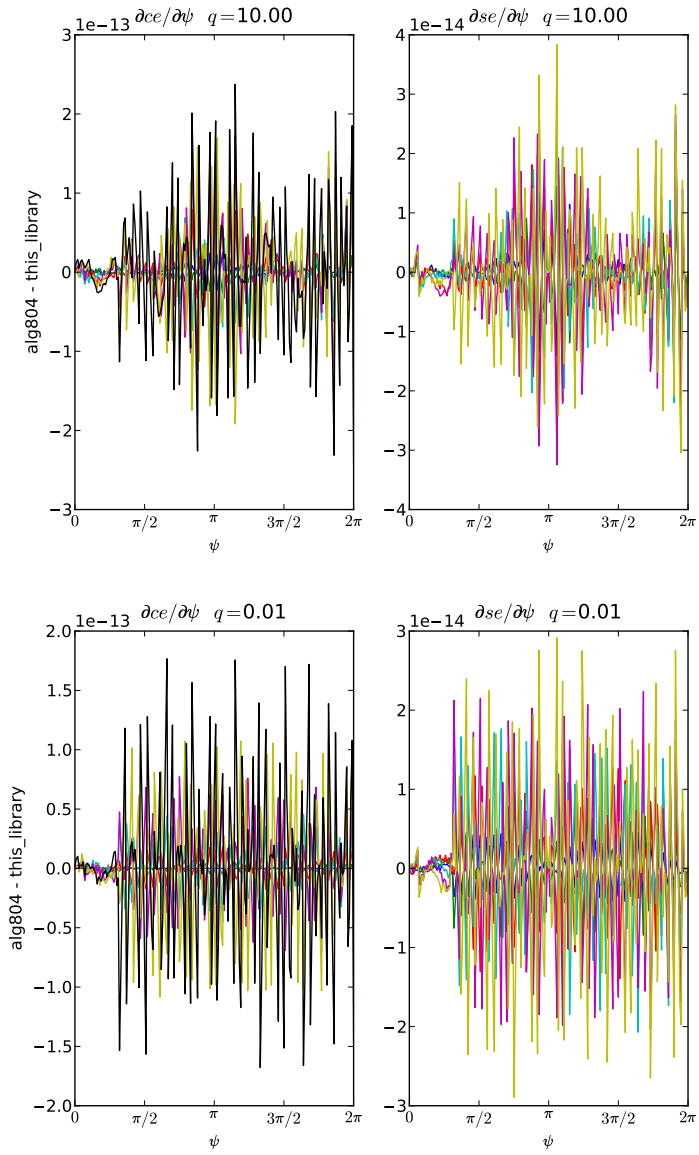 ∂ce/∂ψ q=10.00
1e−13
3
2
1
0
−1
−2
−3
alg804 - this_library
0 π/2 π 3π/2 2π
ψ
∂se/∂ψ q=10.00
1e−14
4
3
2
1
0
−1
−2
−3
−4
0 π/2 π 3π/2 2π
ψ
∂ce/∂ψ q=0.01
1e−13
2.0
1.5
1.0
0.5
0.0
−0.5
−1.0
−1.5
−2.0
alg804 - this_library
0 π/2 π 3π/2 2π
ψ
∂se/∂ψ q=0.01
1e−14
3
2
1
0
−1
−2
−3
0 π/2 π 3π/2 2π
ψ